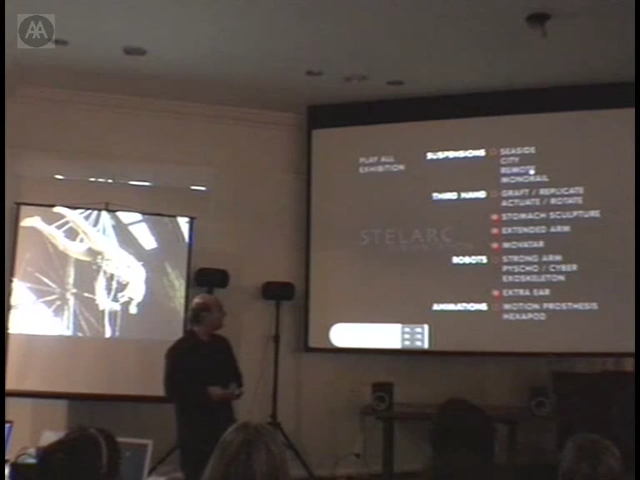 AA
PLAY ALL
EXHIBITION
SUSPENSIONS
SEASIDE
CITY
REMOTE
MONORAIL
THIRD HAND
GRAFT / REPLICATE
ACTUATE / ROTATE
STOMACH SCULPTURE
EXTENDED ARM
MOVATAR
STELARC
ROBOTS
STRONG ARM
PYSCHO / CYBER
EXOSKELETON
EXTRA EAR
ANIMATIONS
MOTION PROSTHESIS
HEXAPOD